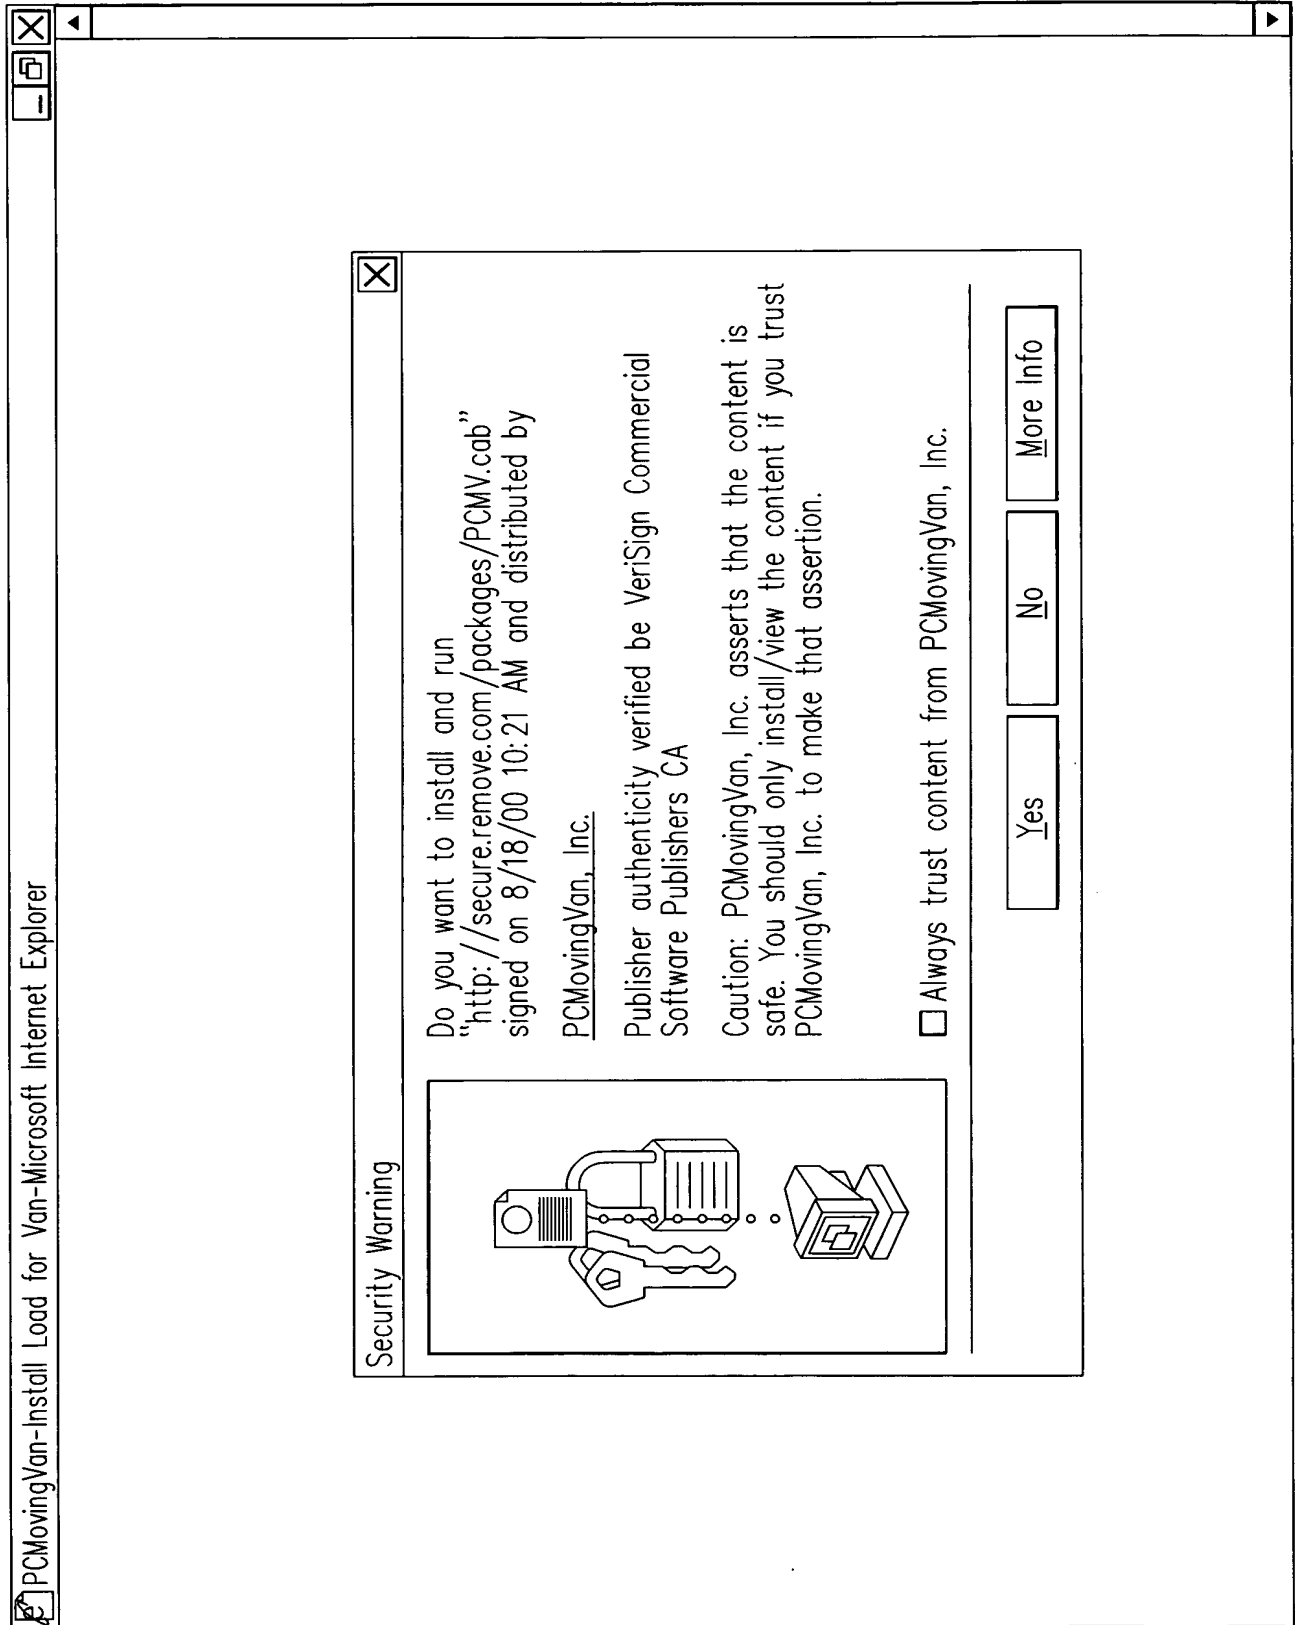 PCMovingVan-Install Load for Van-Microsoft Internet Explorer
Security Warning
Do you want to install and run
“http://secure.remove.com/packages/PCMV.cab”
signed on 8/18/00 10:21 AM and distributed by
PCMovingVan, Inc.
Publisher authenticity verified be VeriSign Commercial
Software Publishers CA
Caution: PCMovingVan, Inc. asserts that the content is
safe. You should only install/view the content if you trust
PCMovingVan, Inc. to make that assertion.
Always trust content from PCMovingVan, Inc.
Yes
No
More Info